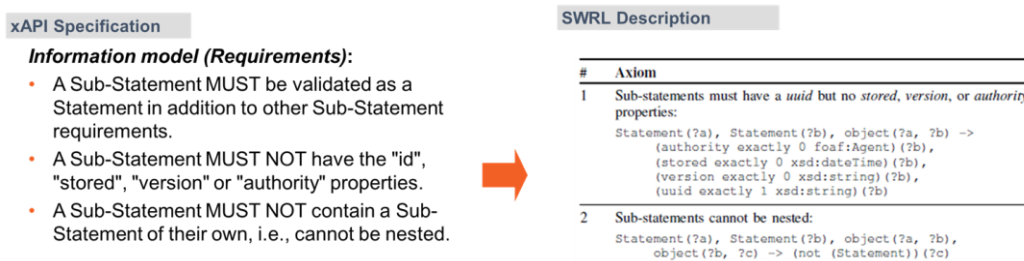 xAPI Specification
Information model (Requirements):
• A Sub-Statement MUST be validated as a
Statement in addition to other Sub-Statement
requirements.
• A Sub-Statement MUST NOT have the "id",
"stored", "version" or "authority" properties.
• A Sub-Statement MUST NOT contain a Sub-
Statement of their own, i.e., cannot be nested.
SWRL Description
# Axiom
1 Sub-statements must have a uuid but no stored, version, or authority
properties:
Statement(?a), Statement(?b), object(?a, ?b) ->
(authority exactly 0 foaf:Agent)(?b),
(stored exactly 0 xsd:dateTime)(?b),
(version exactly 0 xsd:string)(?b),
(uuid exactly 1 xsd:string)(?b)
2 Sub-statements cannot be nested:
Statement(?a), Statement(?b), object(?a, ?b),
object(?b, ?c) -> (not (Statement))(?c)